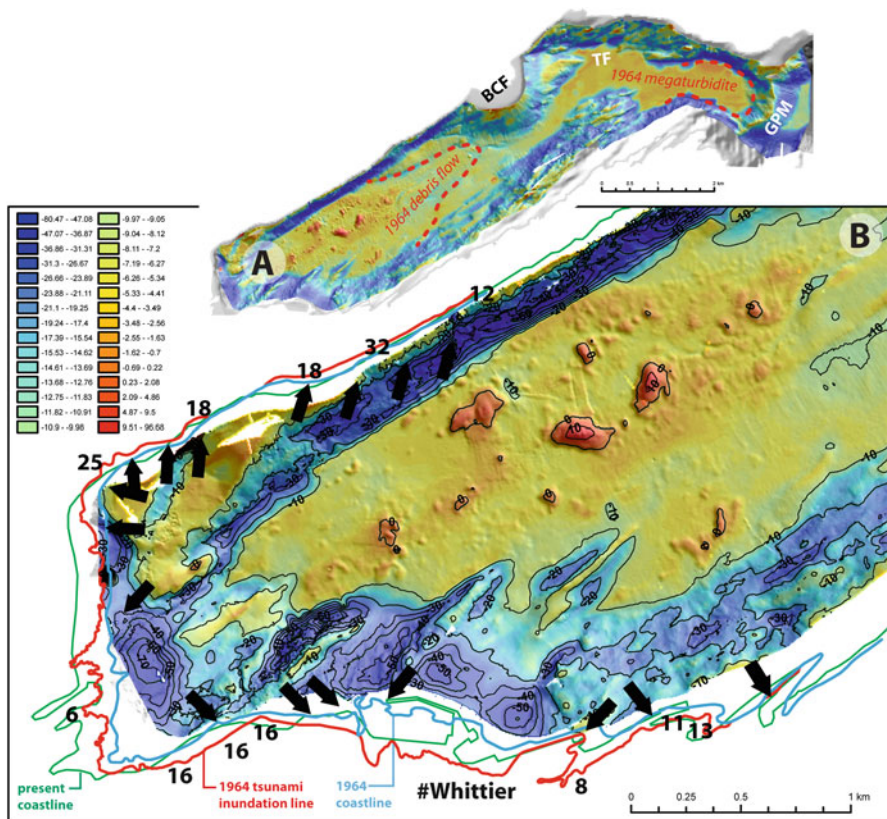 BCF
TF
1964 megaturbidite
GPM
1964 debris flow
0 0.5 1 2 km
A
B
-80.47 - -47.08
-47.07 - -36.87
-36.86 - -31.31
-31.3 - -26.67
-26.66 - -23.89
-23.88 - -21.11
-21.1 - -19.25
-19.24 - -17.4
-17.39 - -15.54
-15.53 - -14.62
-14.61 - -13.69
-13.68 - -12.76
-12.75 - -11.83
-11.82 - -10.91
-10.9 - -9.98
-9.97 - -9.05
-9.04 - -8.12
-8.11 - -7.2
-7.19 - -6.27
-6.26 - -5.34
-5.33 - -4.41
-4.4 - -3.49
-3.48 - -2.56
-2.55 - -1.63
-1.62 - -0.7
-0.69 - 0.22
0.23 - 2.08
2.09 - 4.86
4.87 - 9.5
9.51 - 96.68
12
32
18
18
25
6
16
16
16
8
11
13
present
coastline
1964 tsunami
inundation line
1964
coastline
#Whittier
0 0.25 0.5 1 km